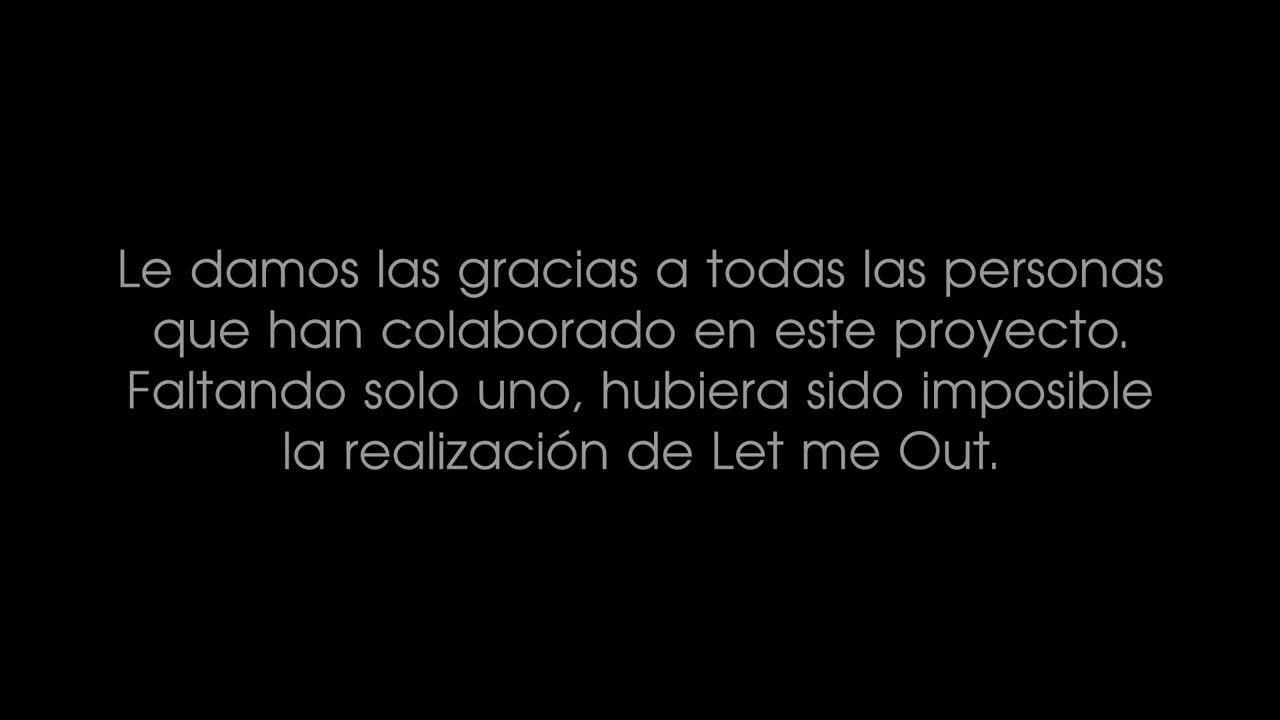 Le damos las gracias a todas las personas
que han colaborado en este proyecto.
Faltando solo uno, hubiera sido imposible
la realización de Let me Out.